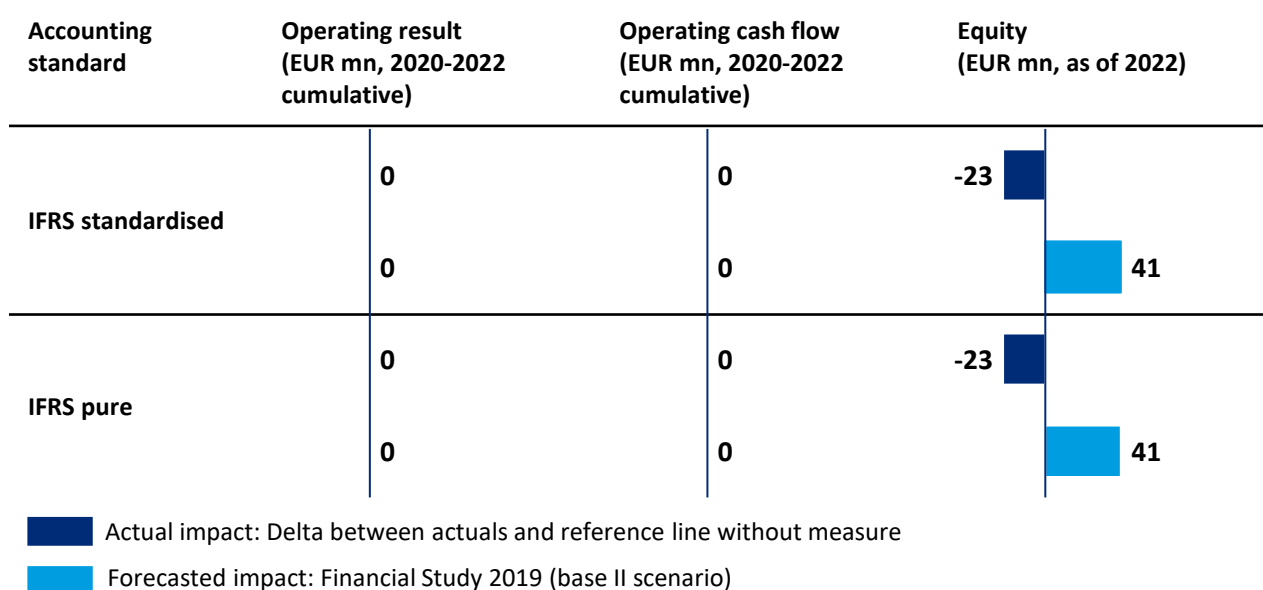 Accounting
standard
Operating result
(EUR mn, 2020-2022
cumulative)
Operating cash flow
(EUR mn, 2020-2022
cumulative)
Equity
(EUR mn, as of 2022)
IFRS standardised
0
0
-23
0
0
41
IFRS pure
0
0
-23
0
0
41
Actual impact: Delta between actuals and reference line without measure
Forecasted impact: Financial Study 2019 (base II scenario)